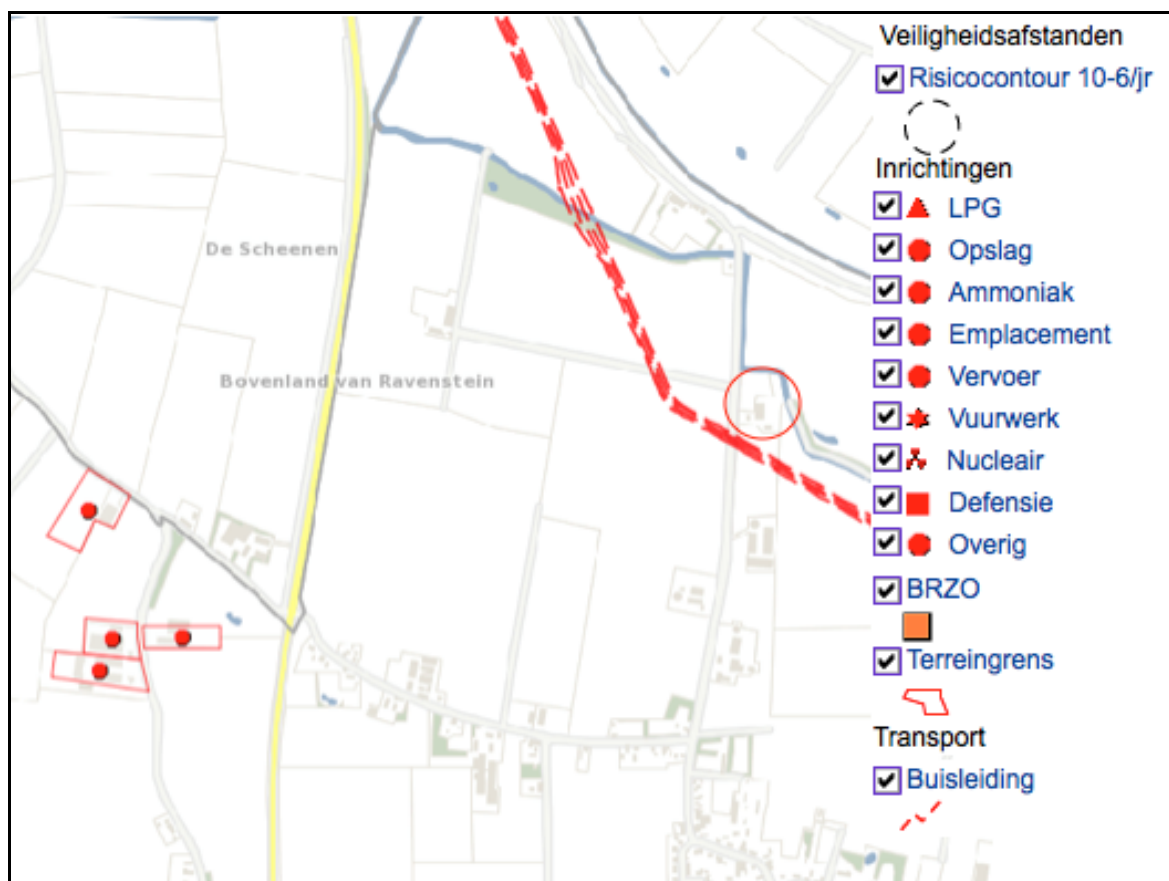 De Scheenen
Bovenland van Ravenstein
Veiligheidsafstanden
Risicocontour 10-6/jr
Inrichtingen
LPG
Opslag
Ammoniak
Emplacement
Vervoer
Vuurwerk
Nucleair
Defensie
Overig
BRZO
Terreingrens
Transport
Buisleiding